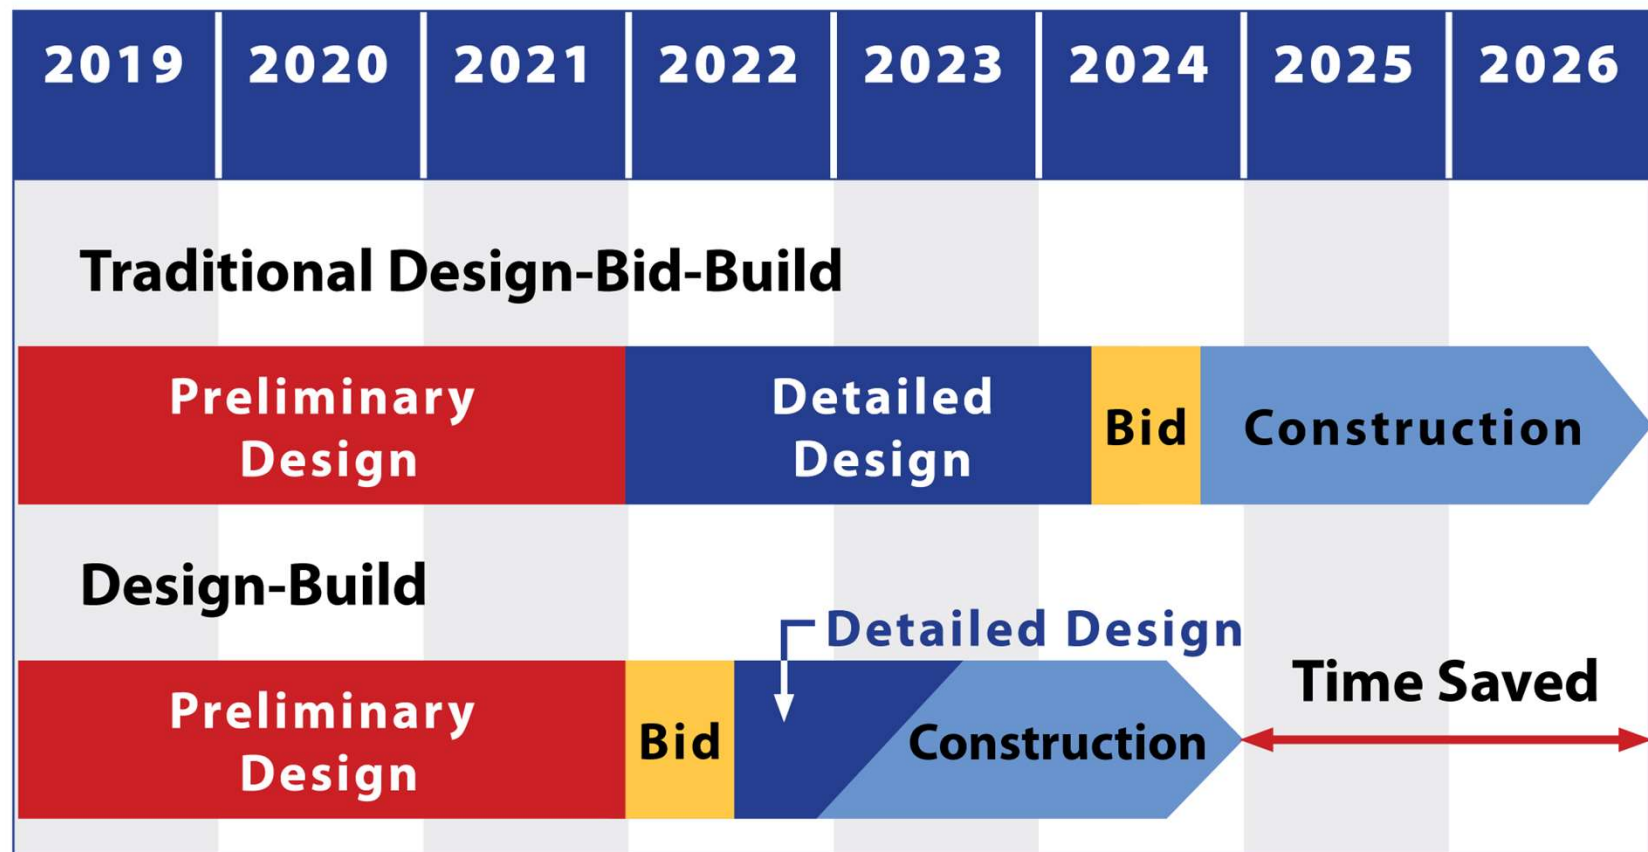 2019 2020 2021 2022 2023 2024 2025 2026
Traditional Design-Bid-Build
Preliminary
Design
Detailed
Design
Bid
Construction
Design-Build
Detailed Design
Preliminary
Design
Bid
Construction
Time Saved